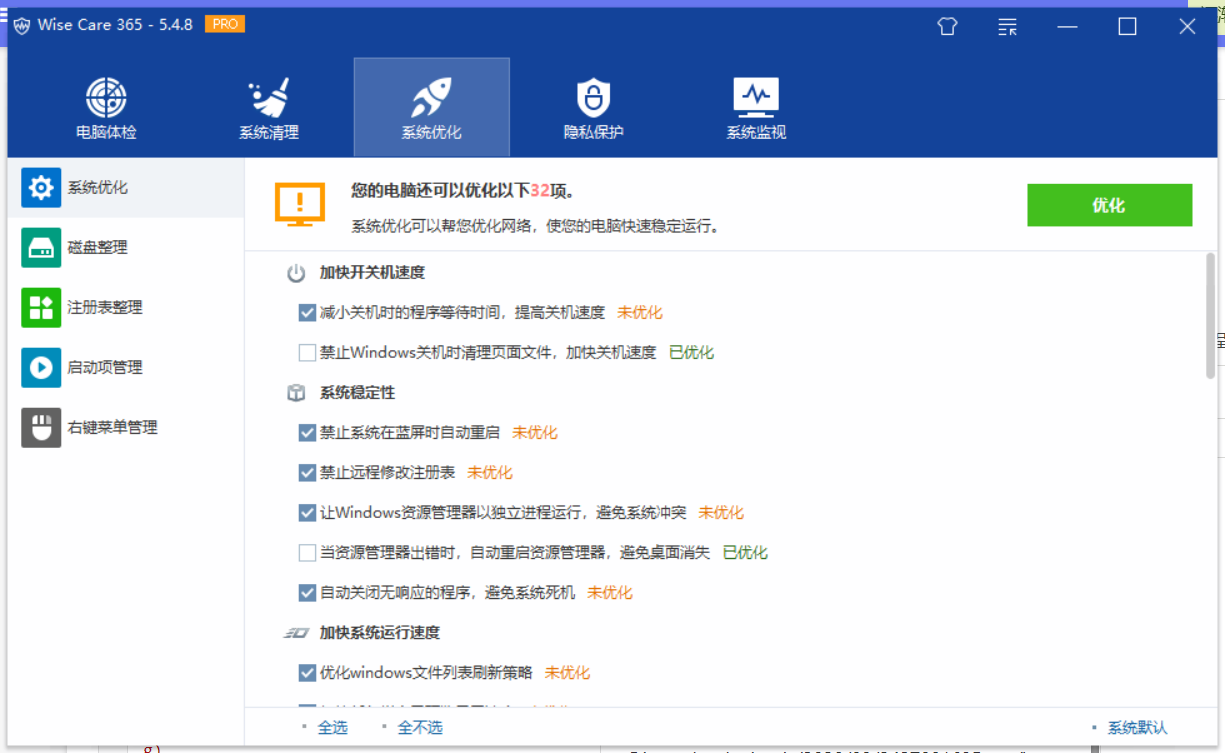 Wise Care 365 - 5.4.8 PRO
电脑体检
系统清理
系统优化
隐私保护
系统监视
系统优化
磁盘整理
注册表整理
启动项管理
右键菜单管理
您的电脑还可以优化以下32项。
系统优化可以帮您优化网络，使您的电脑快速稳定运行。
优化
加快开关机速度
减小关机时的程序等待时间，提高关机速度 未优化
禁止Windows关机时清理页面文件，加快关机速度 已优化
系统稳定性
禁止系统在蓝屏时自动重启 未优化
禁止远程修改注册表 未优化
让Windows资源管理器以独立进程运行，避免系统冲突 未优化
当资源管理器出错时，自动重启资源管理器，避免桌面消失 已优化
自动关闭无响应的程序，避免系统死机 未优化
加快系统运行速度
优化windows文件列表刷新策略 未优化
全选
全不选
系统默认